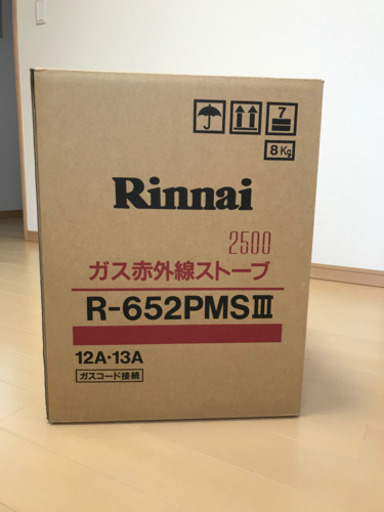 7
8Kg
Rinnai
2500
ガス赤外線ストーブ
R-652PMSⅢ
12A・13A
ガスコード接続